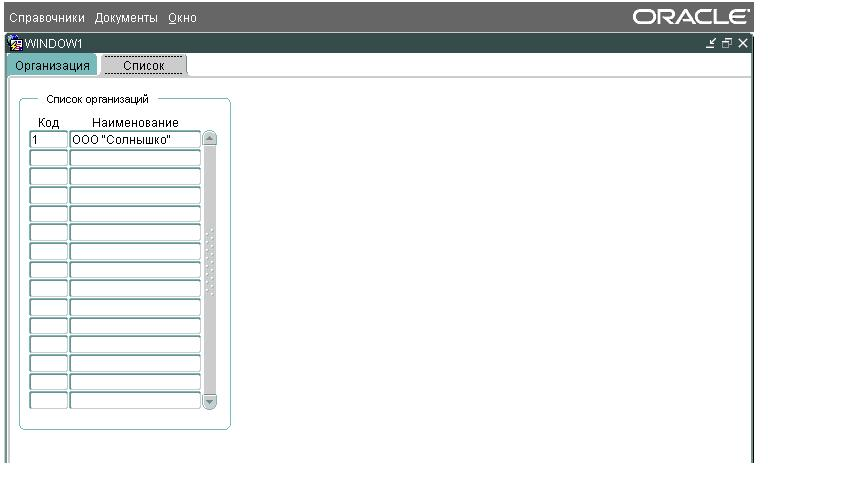 Справочники Документы Окно ORACLE
WINDOW1
Организация Список
Список организаций
Код Наименование
1 ООО "Солнышко"